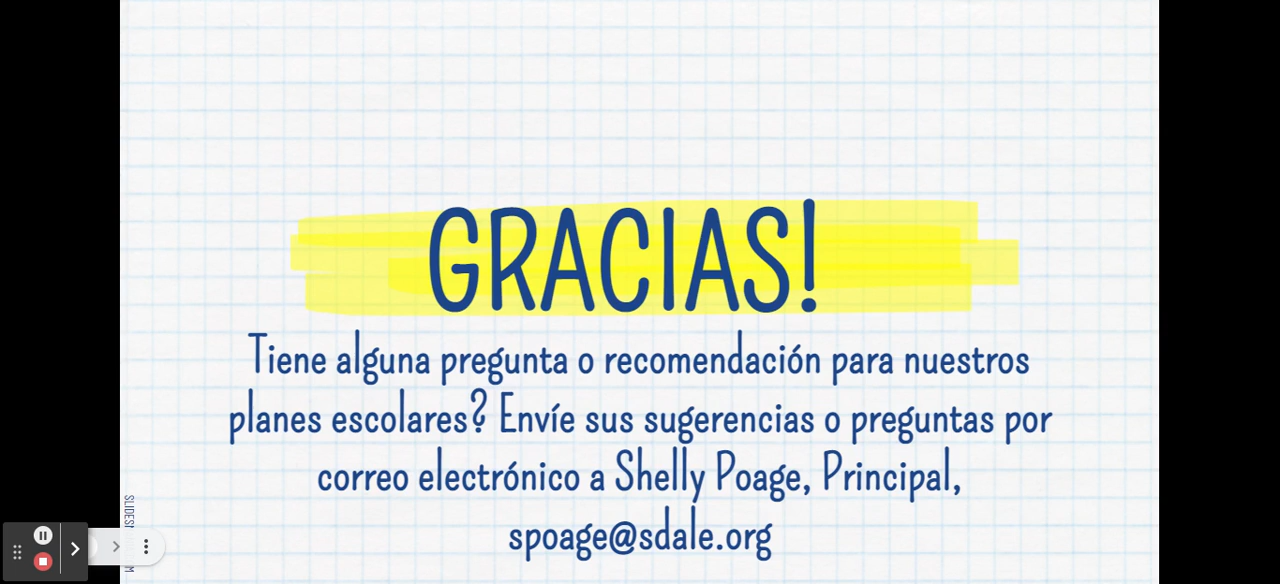 GRACIAS!
Tiene alguna pregunta o recomendación para nuestros
planes escolares? Envíe sus sugerencias o preguntas por
correo electrónico a Shelly Poage, Principal,
spoage@sdale.org